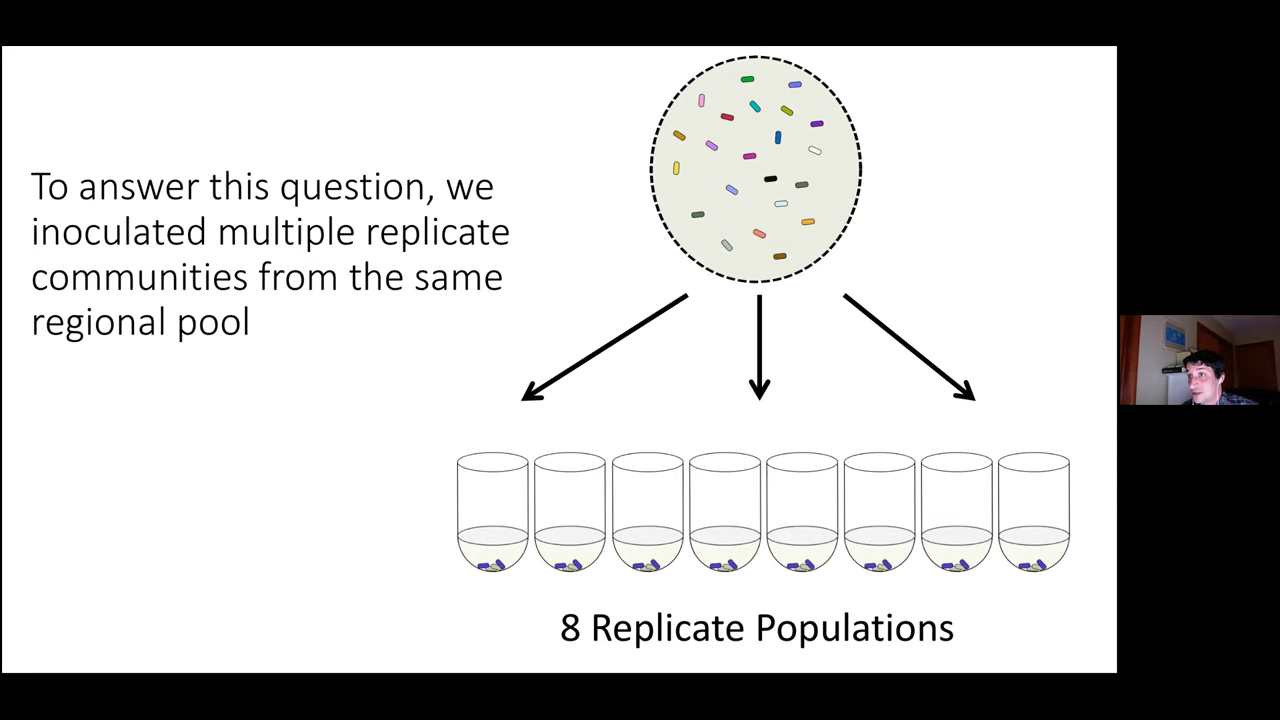 To answer this question, we
inoculated multiple replicate
communities from the same
regional pool
8 Replicate Populations